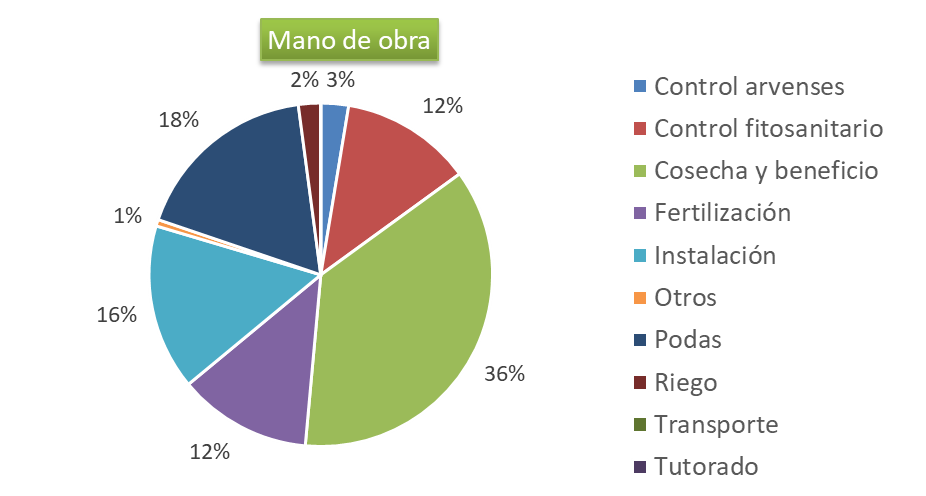 Mano de obra
2% 3%
12%
18%
1%
16%
36%
12%
Control arvenses
Control fitosanitario
Cosecha y beneficio
Fertilización
Instalación
Otros
Podas
Riego
Transporte
Tutorado